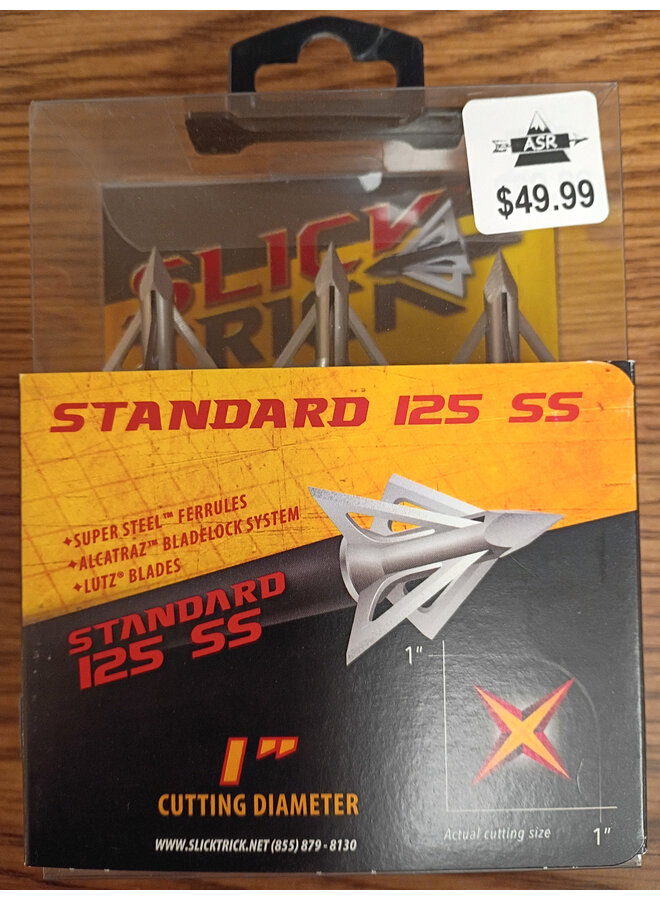 ASR
$49.99
SLICK
TRICK
STANDARD 125 SS
✦SUPER STEEL™ FERRULES
✦ALCATRAZ™ BLADELOCK SYSTEM
✦LUTZ® BLADES
STANDARD
125 SS
1"
1"
CUTTING DIAMETER
Actual cutting size
1"
WWW.SLICKTRICK.NET (855) 879 - 8130